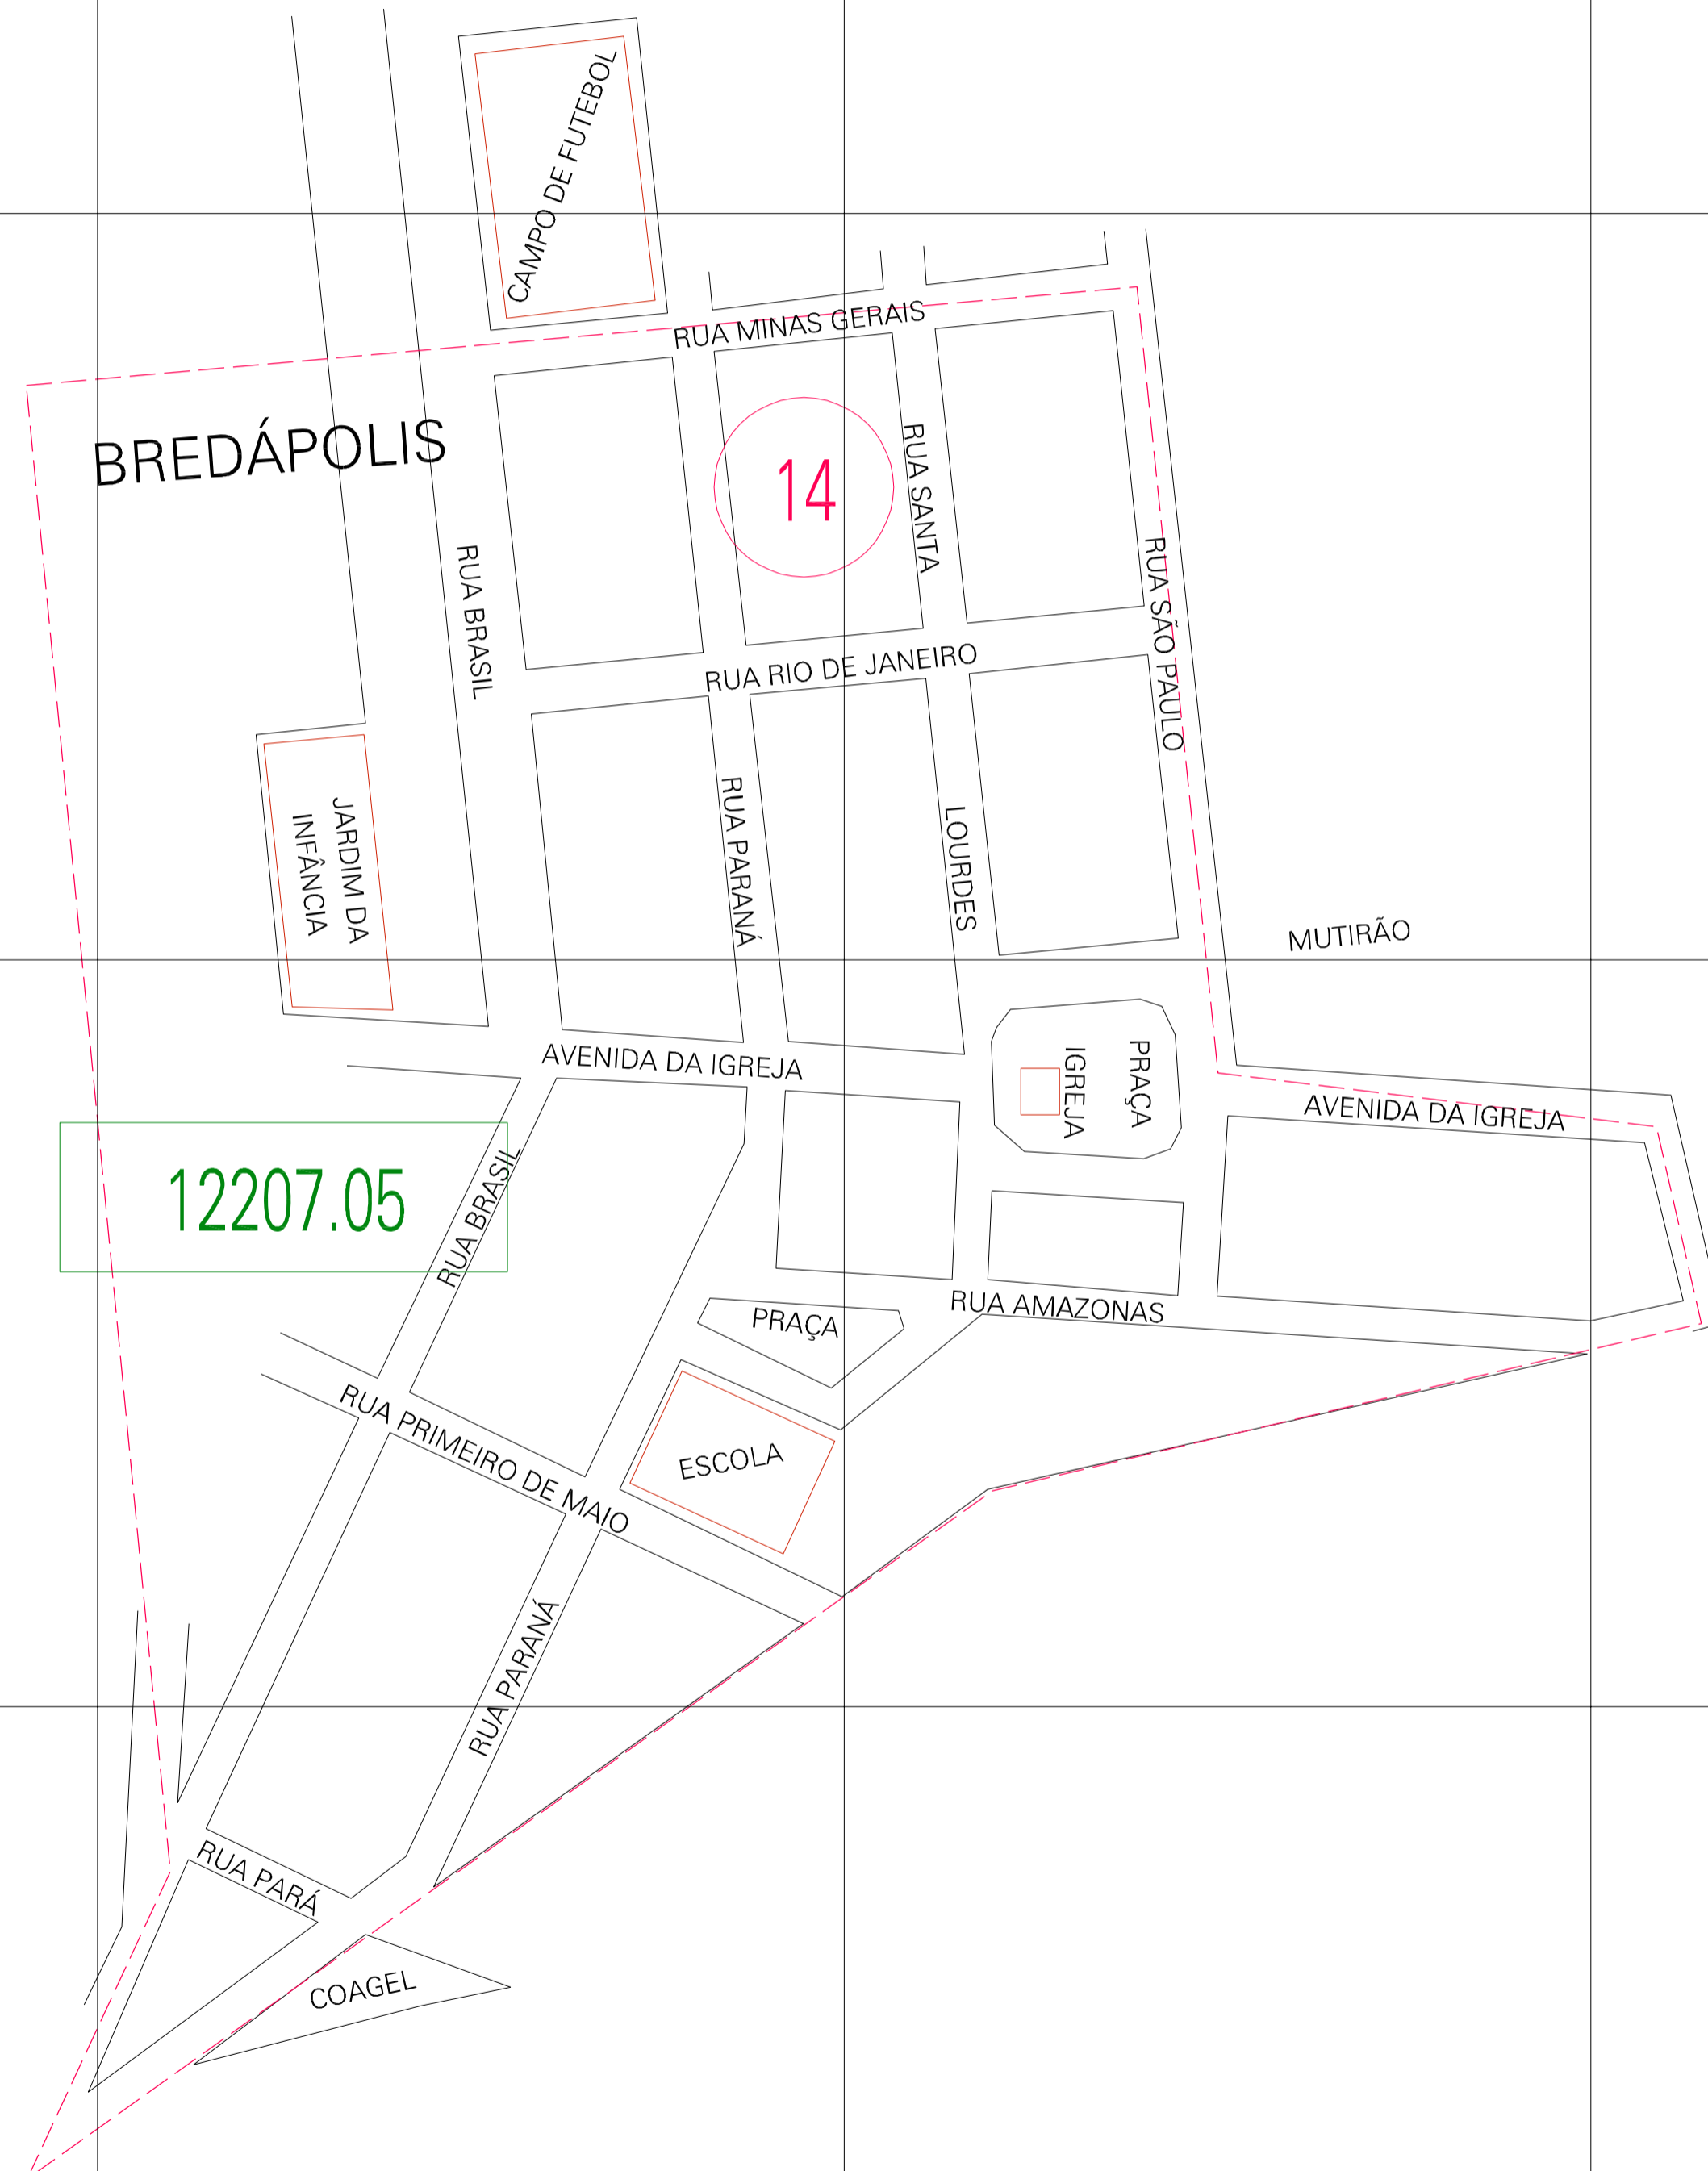 CAMPO DE FUTEBOL
RUA MINAS GERAIS
BREDÁPOLIS
14
RUA SANTA
RUA BRASIL
RUA SÃO PAULO
RUA RIO DE JANEIRO
JARDIM DA
INFÂNCIA
RUA PARANÁ
LOURDES
MUTIRÃO
AVENIDA DA IGREJA
IGREJA
PRAÇA
AVENIDA DA IGREJA
12207.05
RUA BRASIL
RUA AMAZONAS
PRAÇA
RUA PRIMEIRO DE MAIO
ESCOLA
RUA PARANÁ
RUA PARÁ
COAGEL